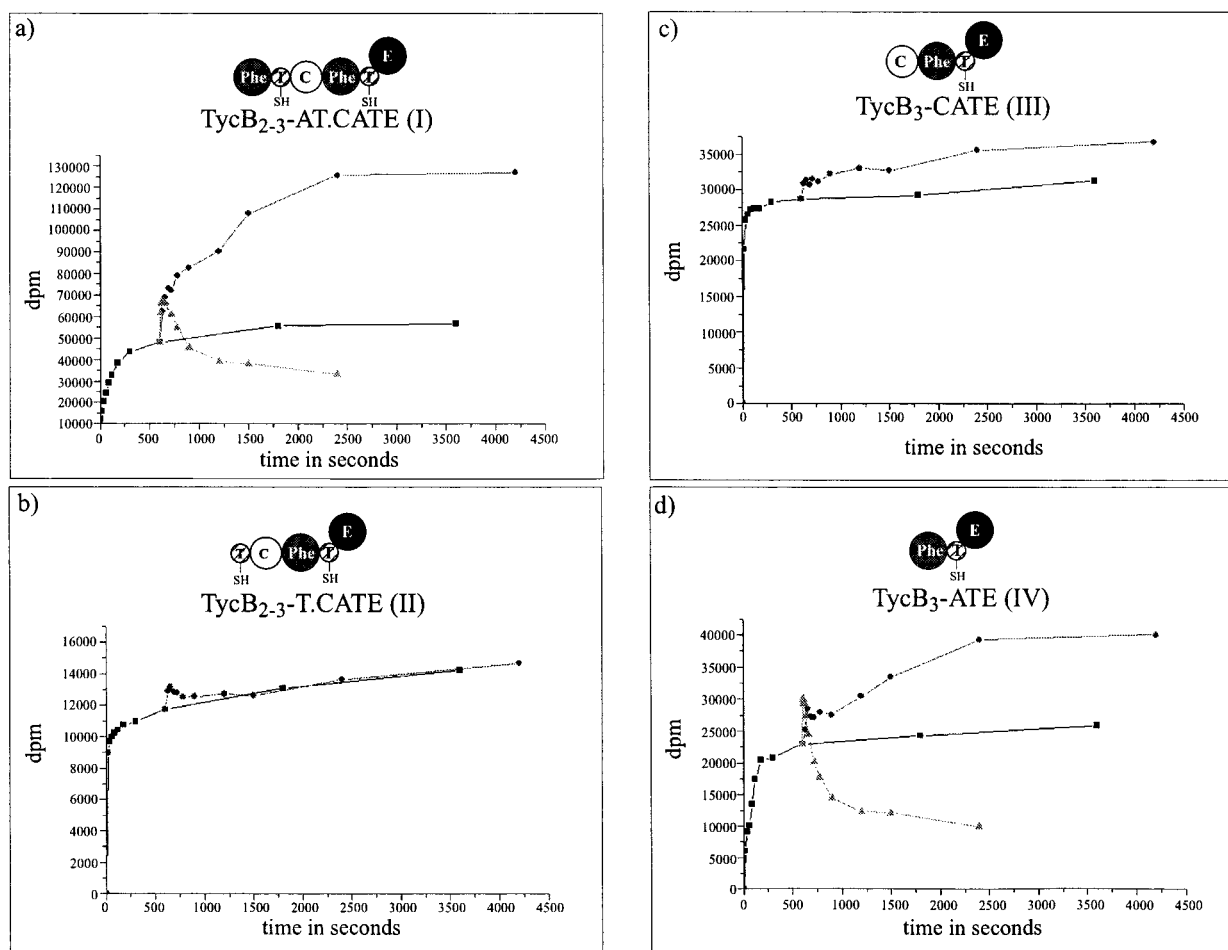 a)
E
Phe T C Phe T
SH SH
TycB2-3-AT.CATE (I)
130000
120000
110000
100000
90000
80000
70000
60000
50000
40000
30000
20000
10000
dpm
0 500 1000 1500 2000 2500 3000 3500 4000 4500
time in seconds
c)
E
C Phe T
SH
TycB3-CATE (III)
35000
30000
25000
20000
15000
10000
5000
0
dpm
0 500 1000 1500 2000 2500 3000 3500 4000 4500
time in seconds
b)
E
T C Phe T
SH SH
TycB2-3-T.CATE (II)
16000
14000
12000
10000
8000
6000
4000
2000
0
dpm
0 500 1000 1500 2000 2500 3000 3500 4000 4500
time in seconds
d)
E
Phe T
SH
TycB3-ATE (IV)
40000
35000
30000
25000
20000
15000
10000
5000
0
dpm
0 500 1000 1500 2000 2500 3000 3500 4000 4500
time in seconds